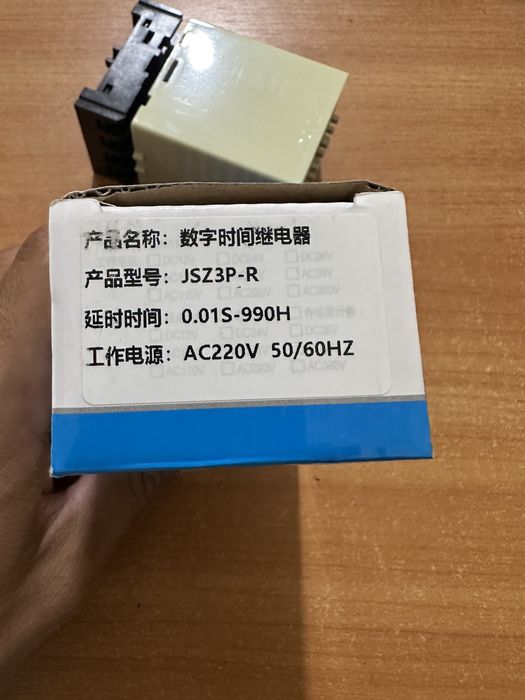 产品名称：数字时间继电器
产品型号：JSZ3P-R
延时时间：0.01S-990H
工作电源：AC220V 50/60HZ